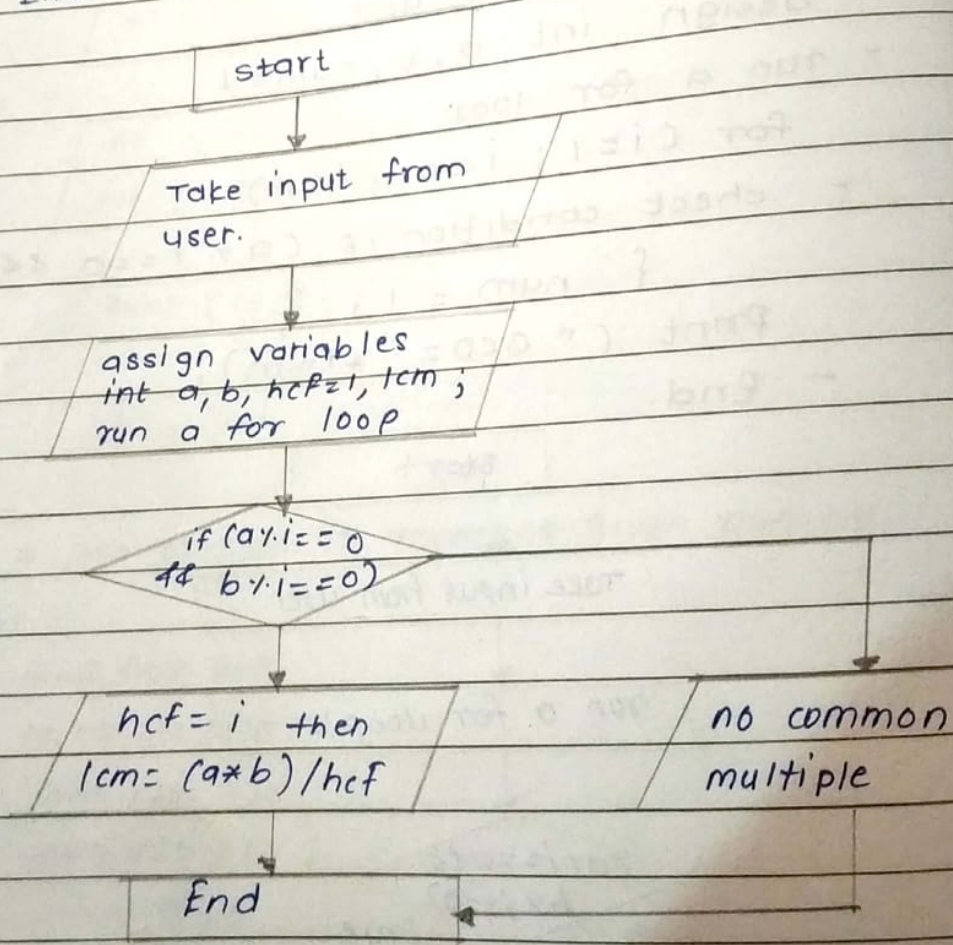 start
Take input from
user.
assign variables
int a, b, hcf=1, lcm ;
run a for loop
if (a%i==0
&& b%i==0)
hcf = i then
lcm= (a*b)/hcf
no common
multiple
End